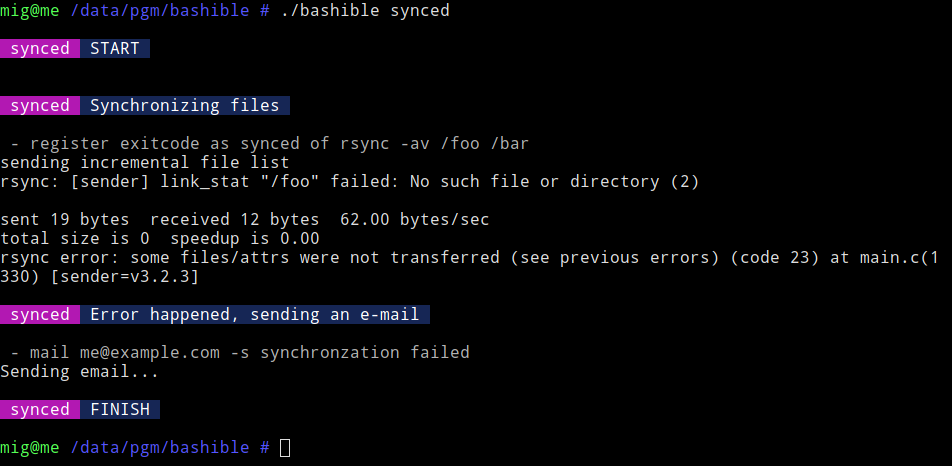 mig@me /data/pgm/bashible # ./bashible synced
synced START
synced Synchronizing files
- register exitcode as synced of rsync -av /foo /bar
sending incremental file list
rsync: [sender] link_stat "/foo" failed: No such file or directory (2)
sent 19 bytes  received 12 bytes  62.00 bytes/sec
total size is 0  speedup is 0.00
rsync error: some files/attrs were not transferred (see previous errors) (code 23) at main.c(1
330) [sender=v3.2.3]
synced Error happened, sending an e-mail
- mail me@example.com -s synchronzation failed
Sending email...
synced FINISH
mig@me /data/pgm/bashible #